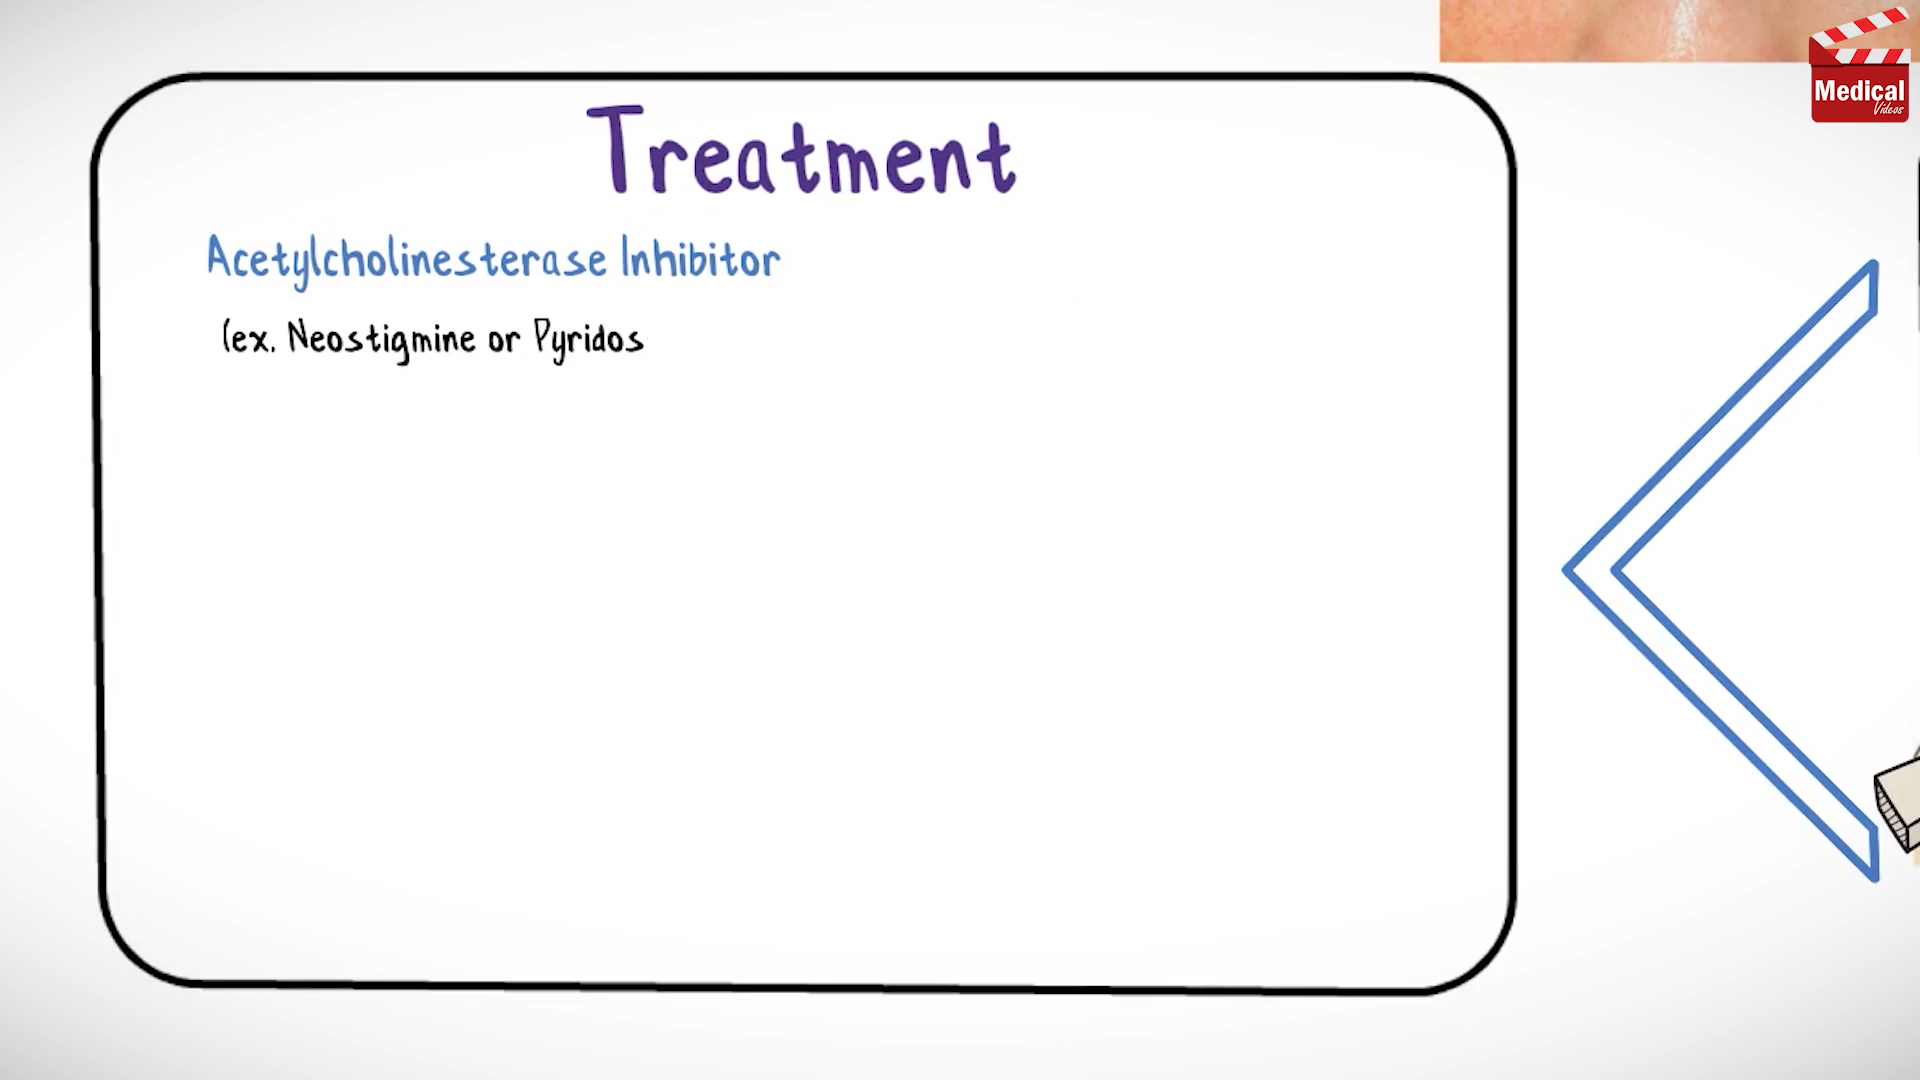 Treatment
Acetylcholinesterase Inhibitor
(ex. Neostigmine or Pyridos
Medical
Videos